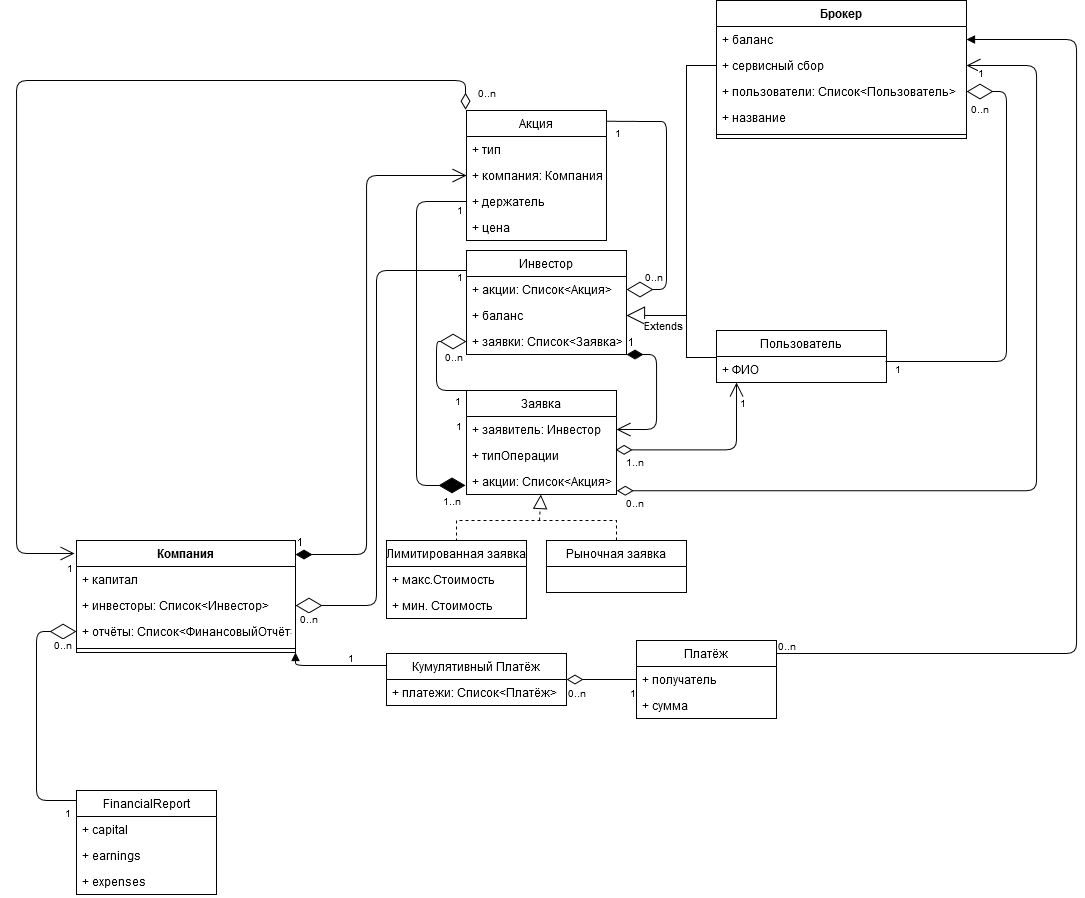 Брокер
+ баланс
+ сервисный сбор
+ пользователи: Список<Пользователь>
+ название
1
0..n
0..n
Акция
+ тип
+ компания: Компания
+ держатель
+ цена
1
1
Инвестор
+ акции: Список<Акция>
+ баланс
+ заявки: Список<Заявка>
1
0..n
0..n
1
Extends
Пользователь
+ ФИО
1
1
Заявка
+ заявитель: Инвестор
+ типОперации
+ акции: Список<Акция>
1
1
1..n
1..n
0..n
Лимитированная заявка
+ макс.Стоимость
+ мин. Стоимость
Рыночная заявка
Компания
+ капитал
+ инвесторы: Список<Инвестор>
+ отчёты: Список<ФинансовыйОтчёт
1
1
0..n
0..n
1
Кумулятивный Платёж
+ платежи: Список<Платёж>
0..n
1
Платёж
+ получатель
+ сумма
0..n
FinancialReport
+ capital
+ earnings
+ expenses
1